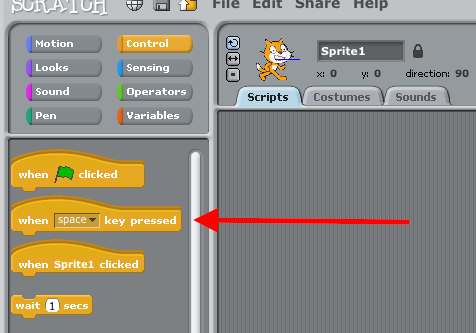 SCRATCH File Edit Share Help
Motion Control
Looks Sensing
Sound Operators
Pen Variables
Sprite1
x: 0 y: 0 direction: 90
Scripts Costumes Sounds
when clicked
when space key pressed
when Sprite1 clicked
wait 1 secs